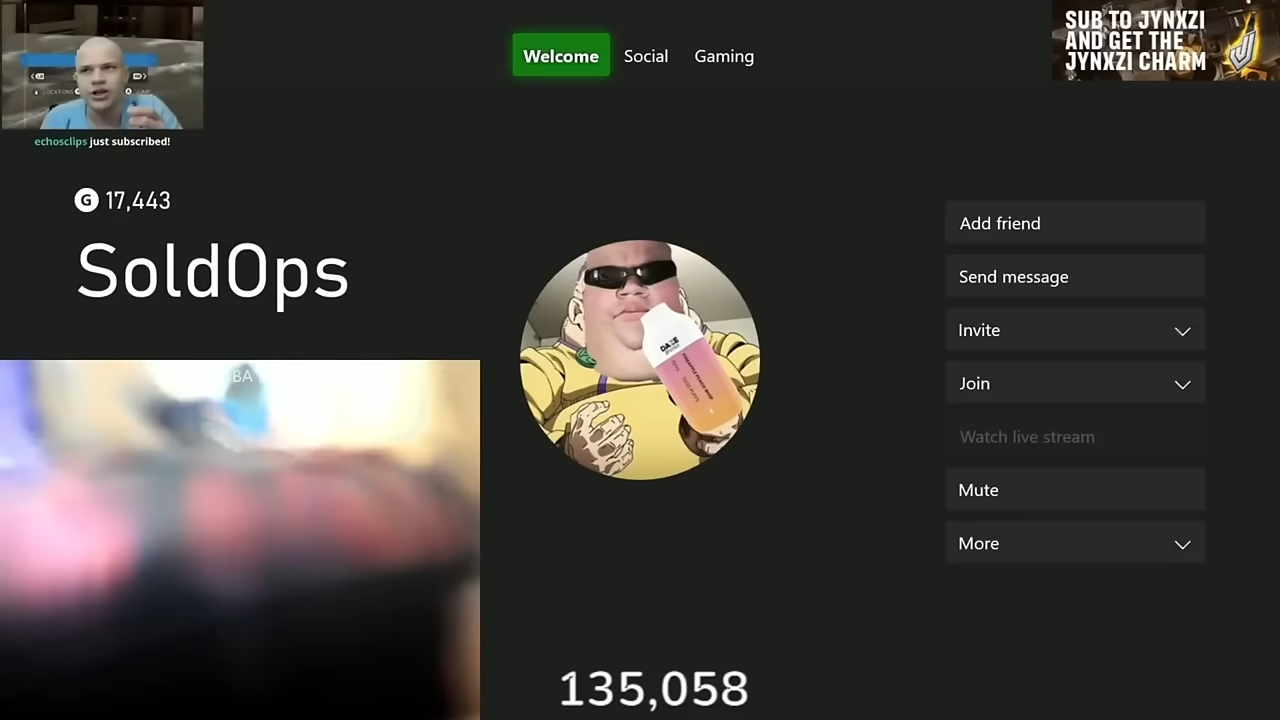 Welcome
Social
Gaming
SUB TO JYNXZI
AND GET THE
JYNXZI CHARM
echosclips just subscribed!
G 17,443
SoldOps
Add friend
Send message
Invite
Join
Watch live stream
Mute
More
135,058